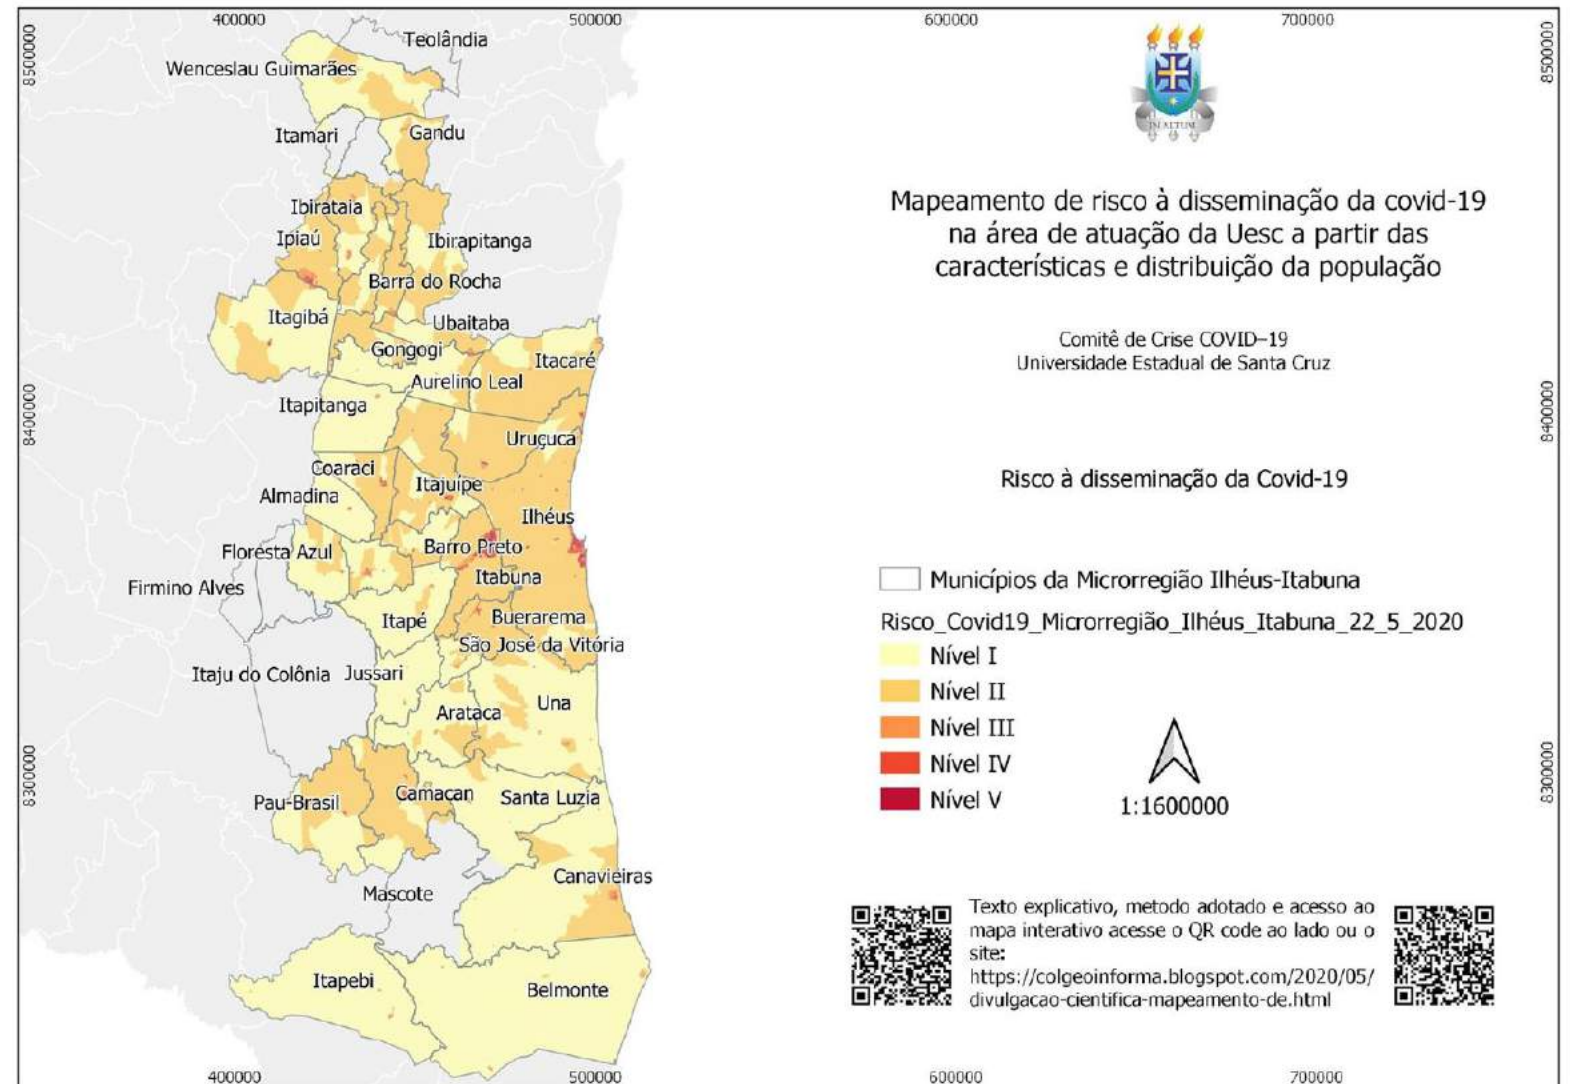 400000
500000
600000
700000
8500000
8500000
Teolândia
Wenceslau Guimarães
Itamari
Gandu
Ibirataia
Ipiaú
Ibirapitanga
Barra do Rocha
Itagibá
Ubaitaba
Gongogi
Itacaré
Aurelino Leal
Itapitanga
8400000
8400000
Uruçuca
Coaraci
Itajuípe
Almadina
Ilhéus
Floresta Azul
Barro Preto
Firmino Alves
Itabuna
Itapé
Buerarema
São José da Vitória
Itaju do Colônia
Jussari
Una
Arataca
8300000
8300000
Pau-Brasil
Camacan
Santa Luzia
Canavieiras
Mascote
Itapebi
Belmonte
400000
500000
600000
700000
IN ALTUM
Mapeamento de risco à disseminação da covid-19
na área de atuação da Uesc a partir das
características e distribuição da população
Comitê de Crise COVID–19
Universidade Estadual de Santa Cruz
Risco à disseminação da Covid-19
Municípios da Microrregião Ilhéus-Itabuna
Risco_Covid19_Microrregião_Ilhéus_Itabuna_22_5_2020
Nível I
Nível II
Nível III
Nível IV
Nível V
1:1600000
Texto explicativo, metodo adotado e acesso ao
mapa interativo acesse o QR code ao lado ou o
site:
https://colgeoinforma.blogspot.com/2020/05/
divulgacao-cientifica-mapeamento-de.html